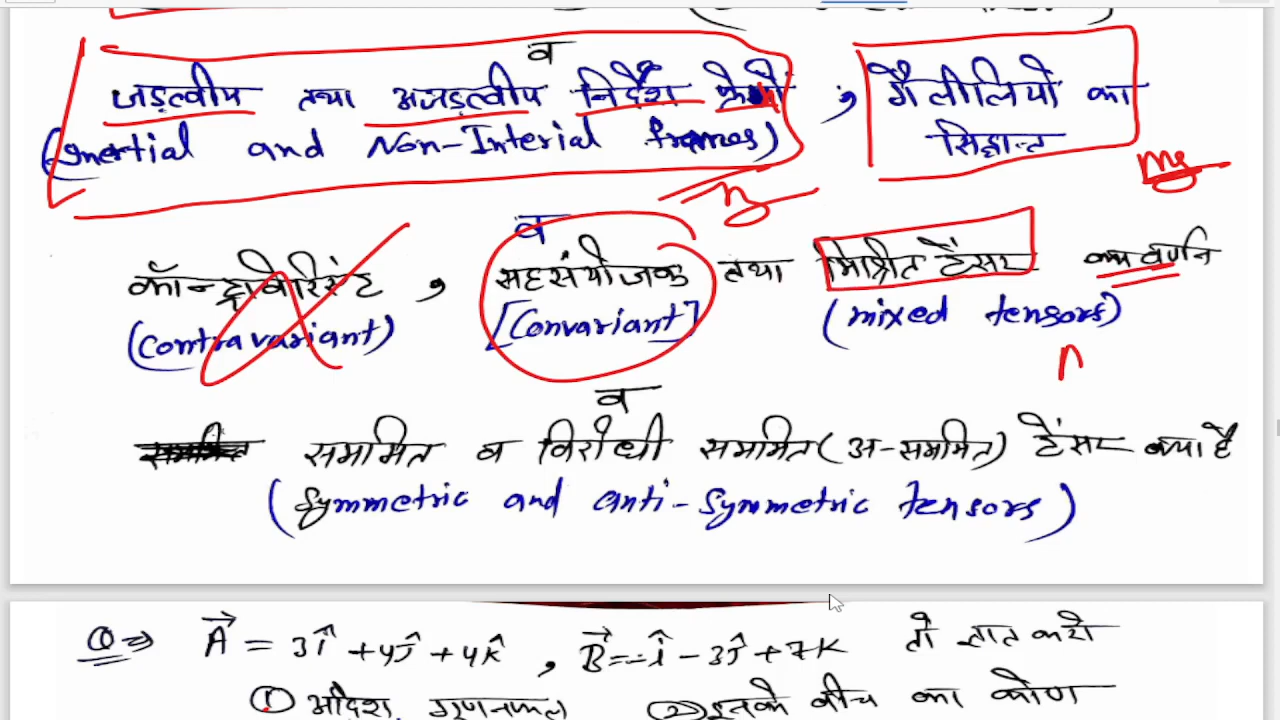 व
जड़त्वीय तथा अजड़त्वीय निर्देश फ्रेमों , गैलीलियो का
(Inertial and Non-Interial frames) सिद्धान्त
व
कॉन्ट्रावेरिएंट , सहसंयोजक तथा मिश्रित टेंसर का वर्णन
(contravariant) [Convariant] (mixed tensors)
व
सममित व विरोधी सममित (अ-सममित) टेंसर क्या है
(Symmetric and anti-Symmetric tensors)
Q⇒ A⃗ = 3î + 4ĵ + 4k̂ , B⃗ = -î - 3ĵ + 7K तो ज्ञात करो
① अदिश गुणनफल ② इनके बीच का कोण